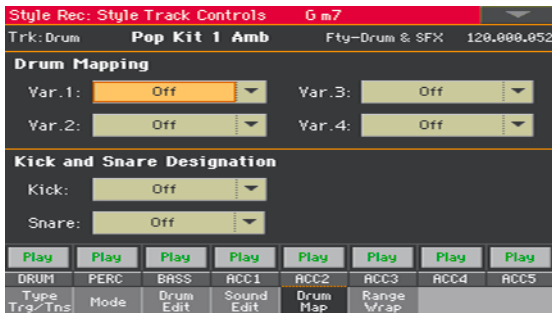 Style Rec: Style Track Controls G m7
Trk:Drum Pop Kit 1 Amb Fty-Drum & SFX 120.000.052
Drum Mapping
Var.1: Off Var.3: Off
Var.2: Off Var.4: Off
Kick and Snare Designation
Kick: Off
Snare: Off
Play Play Play Play Play Play Play Play
DRUM PERC BASS ACC1 ACC2 ACC3 ACC4 ACC5
Type Trg/Tns Mode Drum Edit Sound Edit Drum Map Range Wrap